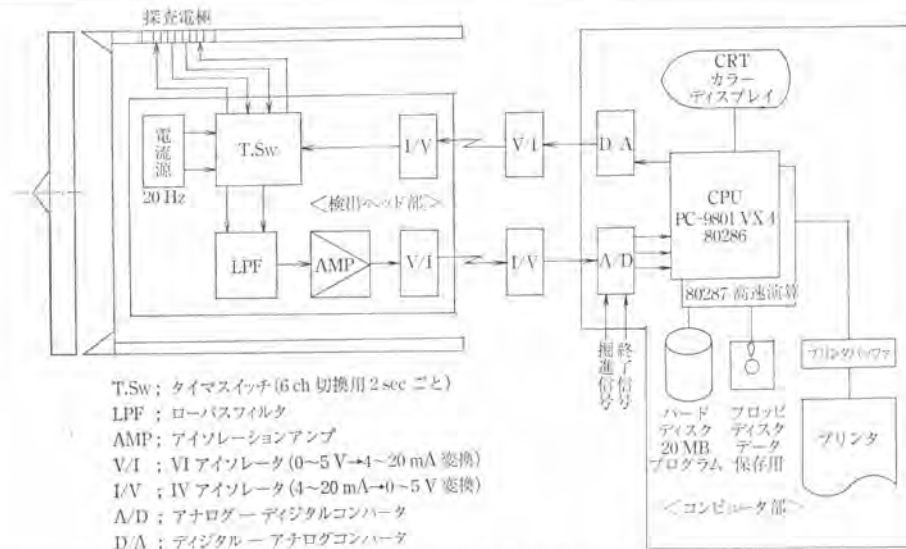 探査電極
電流源
20 Hz
T.Sw.
I/V
V/I
D/A
CRT
カラー
ディスプレイ
CPU
PC-9801 VX 4
80286
<検出ヘッド部>
LPF
AMP
V/I
I/V
A/D
80287 高速演算
掘進信号
終了信号
ハード
ディスク
20 MB
プログラム
フロッピ
ディスク
データ
保存用
プリンタバッファ
プリンタ
<コンピュータ部>
T.Sw ; タイマスイッチ(6 ch 切換用 2 sec ごと)
LPF ; ローパスフィルタ
AMP ; アイソレーションアンプ
V/I ; VI アイソレータ(0~5 V→4~20 mA 変換)
I/V ; IV アイソレータ(4~20 mA→0~5 V 変換)
A/D ; アナログ―ディジタルコンバータ
D/A ; ディジタル―アナログコンバータ